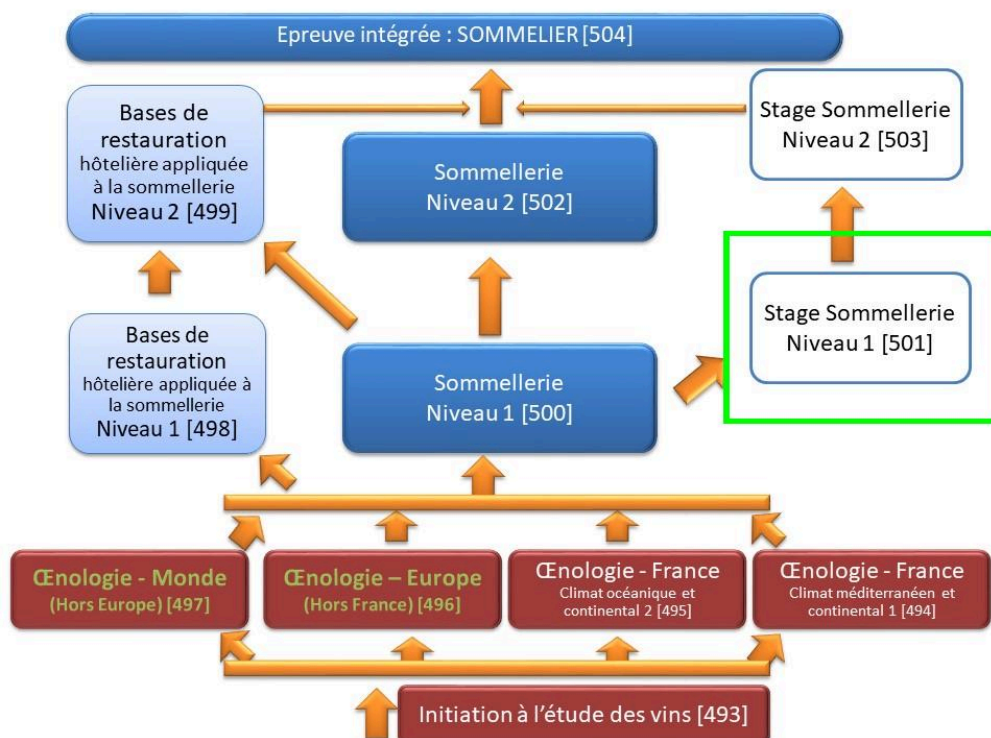 Epreuve intégrée : SOMMELIER [504]
Bases de
restauration
hôtelière appliquée
à la sommellerie
Niveau 2 [499]
Sommellerie
Niveau 2 [502]
Stage Sommellerie
Niveau 2 [503]
Bases de
restauration
hôtelière appliquée à
la sommellerie
Niveau 1 [498]
Sommellerie
Niveau 1 [500]
Stage Sommellerie
Niveau 1 [501]
Œnologie - Monde
(Hors Europe) [497]
Œnologie – Europe
(Hors France) [496]
Œnologie - France
Climat océanique et
continental 2 [495]
Œnologie - France
Climat méditerranéen et
continental 1 [494]
Initiation à l’étude des vins [493]